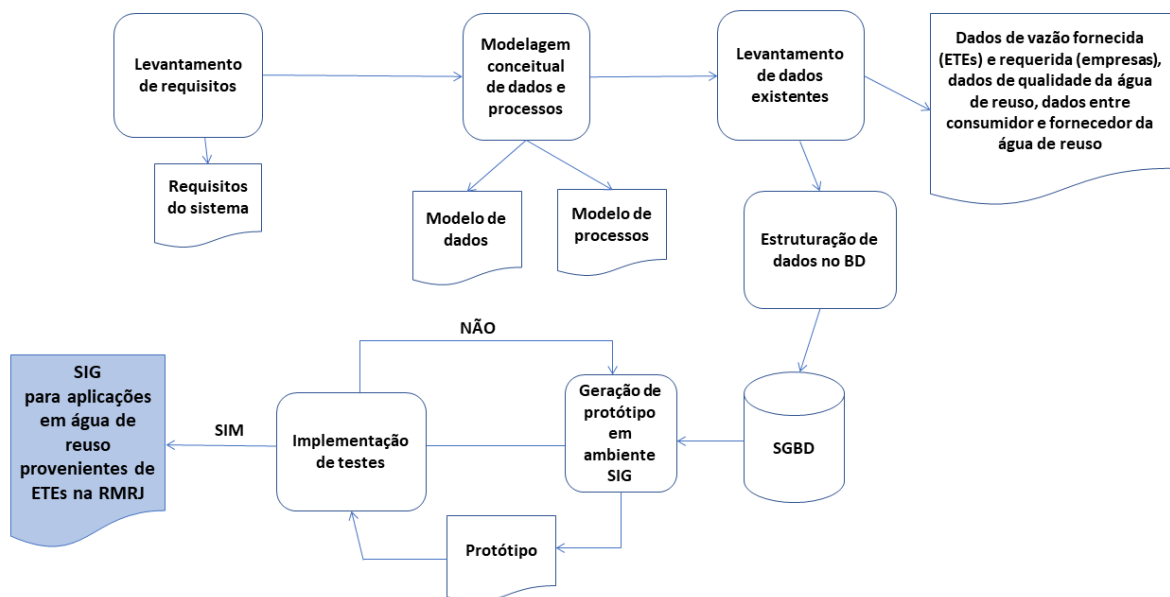 Levantamento
de requisitos
Modelagem
conceitual
de dados e
processos
Levantamento
de dados
existentes
Dados de vazão fornecida
(ETEs) e requerida (empresas),
dados de qualidade da água
de reuso, dados entre
consumidor e fornecedor da
água de reuso
Requisitos
do sistema
Modelo de
dados
Modelo de
processos
Estruturação de
dados no BD
NÃO
SIG
para aplicações
em água de
reuso
provenientes de
ETEs na RMRJ
SIM
Implementação
de testes
Geração de
protótipo em
ambiente
SIG
SGBD
Protótipo